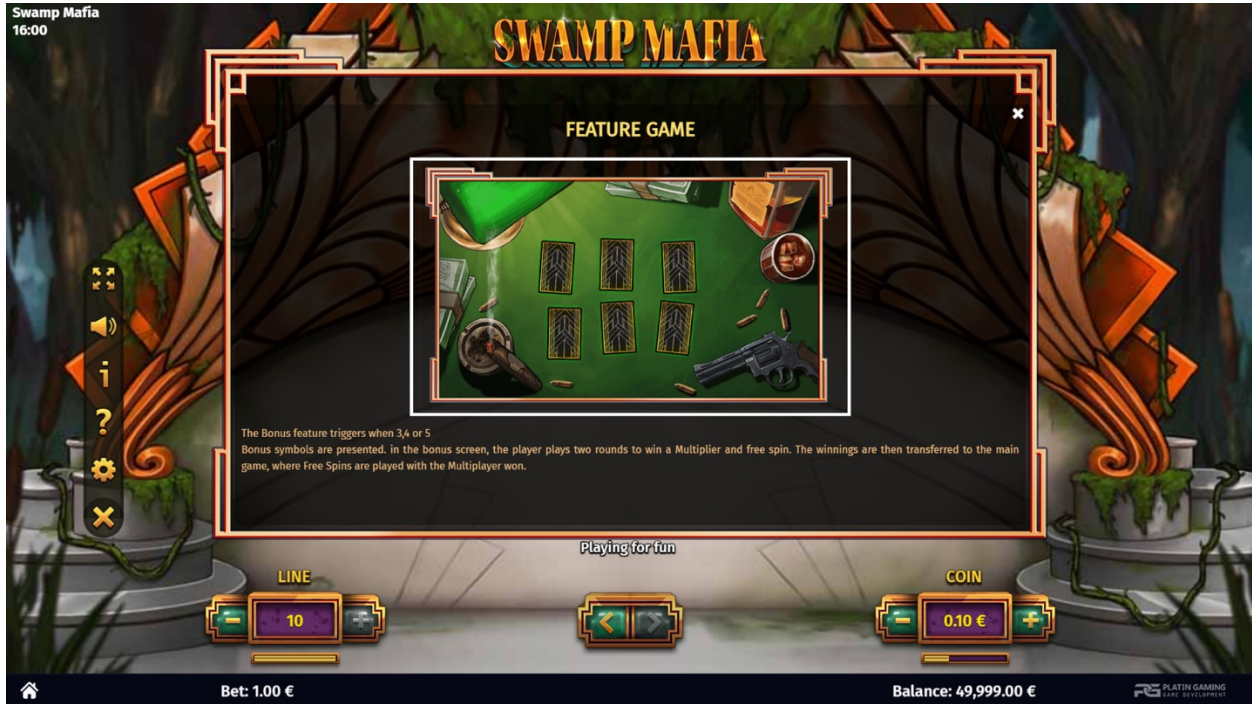 Swamp Mafia
16:00
SWAMP MAFIA
FEATURE GAME
The Bonus feature triggers when 3,4 or 5
Bonus symbols are presented. in the bonus screen, the player plays two rounds to win a Multiplier and free spin. The winnings are then transferred to the main
game, where Free Spins are played with the Multiplayer won.
Playing for fun
LINE
COIN
10
0.10 €
Bet: 1.00 €
Balance: 49,999.00 €
PG PLATIN GAMING
GAME DEVELOPMENT